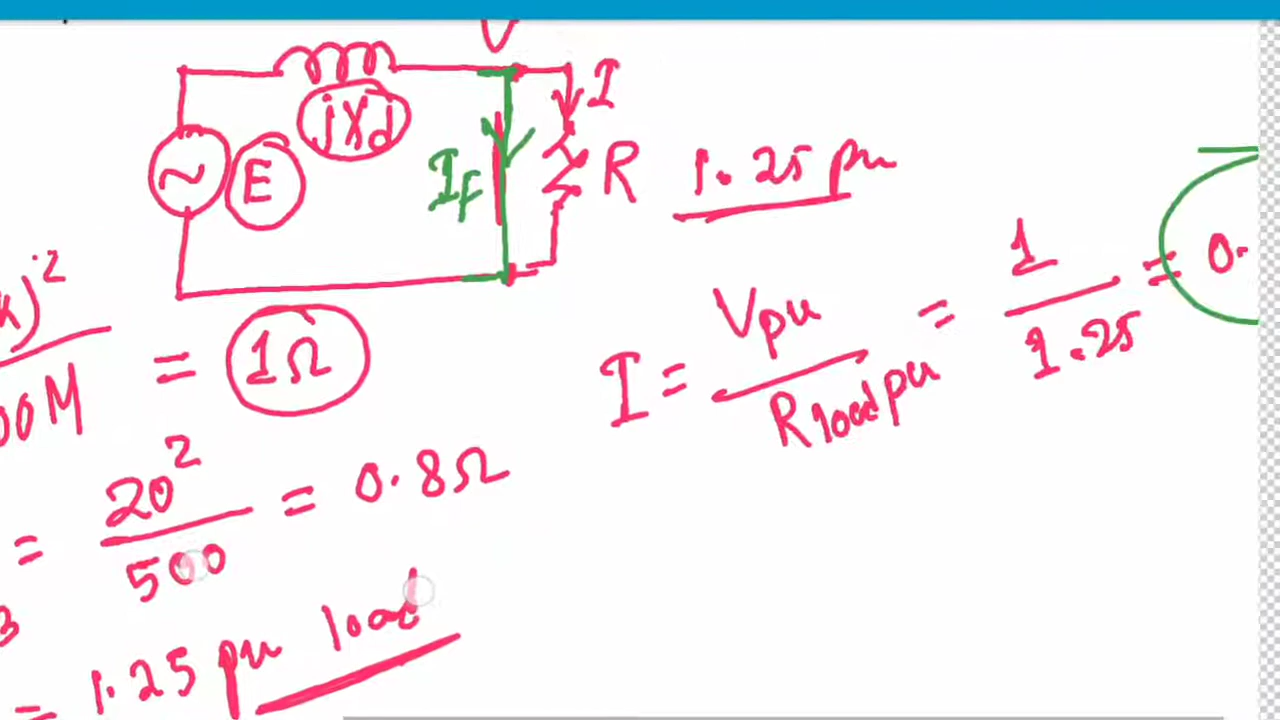 V
jXd
I
E
If
R
1.25 pu
)²
00M
= 1Ω
I = Vpu / Rload pu = 1 / 1.25 = 0.
= 20² / 500 = 0.8Ω
= 1.25 pu load